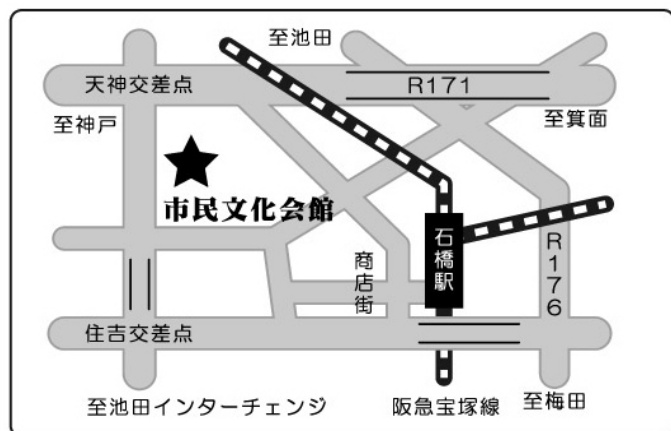 至池田
天神交差点
R171
至神戸
至箕面
市民文化会館
石橋駅
商店街
R176
住吉交差点
至池田インターチェンジ
阪急宝塚線
至梅田